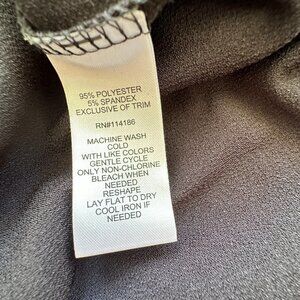 95% POLYESTER
5% SPANDEX
EXCLUSIVE OF TRIM
RN#114186
MACHINE WASH
COLD
WITH LIKE COLORS
GENTLE CYCLE
ONLY NON-CHLORINE
BLEACH WHEN
NEEDED
RESHAPE
LAY FLAT TO DRY
COOL IRON IF
NEEDED